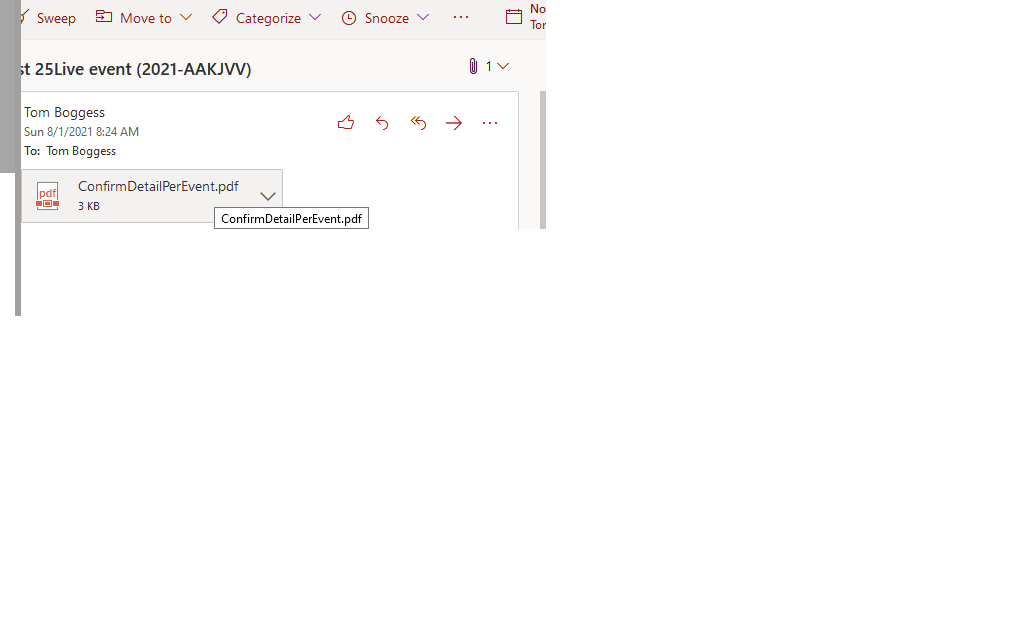 Sweep Move to Categorize Snooze ... No
Tor
st 25Live event (2021-AAKJVV) 1
Tom Boggess
Sun 8/1/2021 8:24 AM
To: Tom Boggess
pdf ConfirmDetailPerEvent.pdf
3 KB
ConfirmDetailPerEvent.pdf